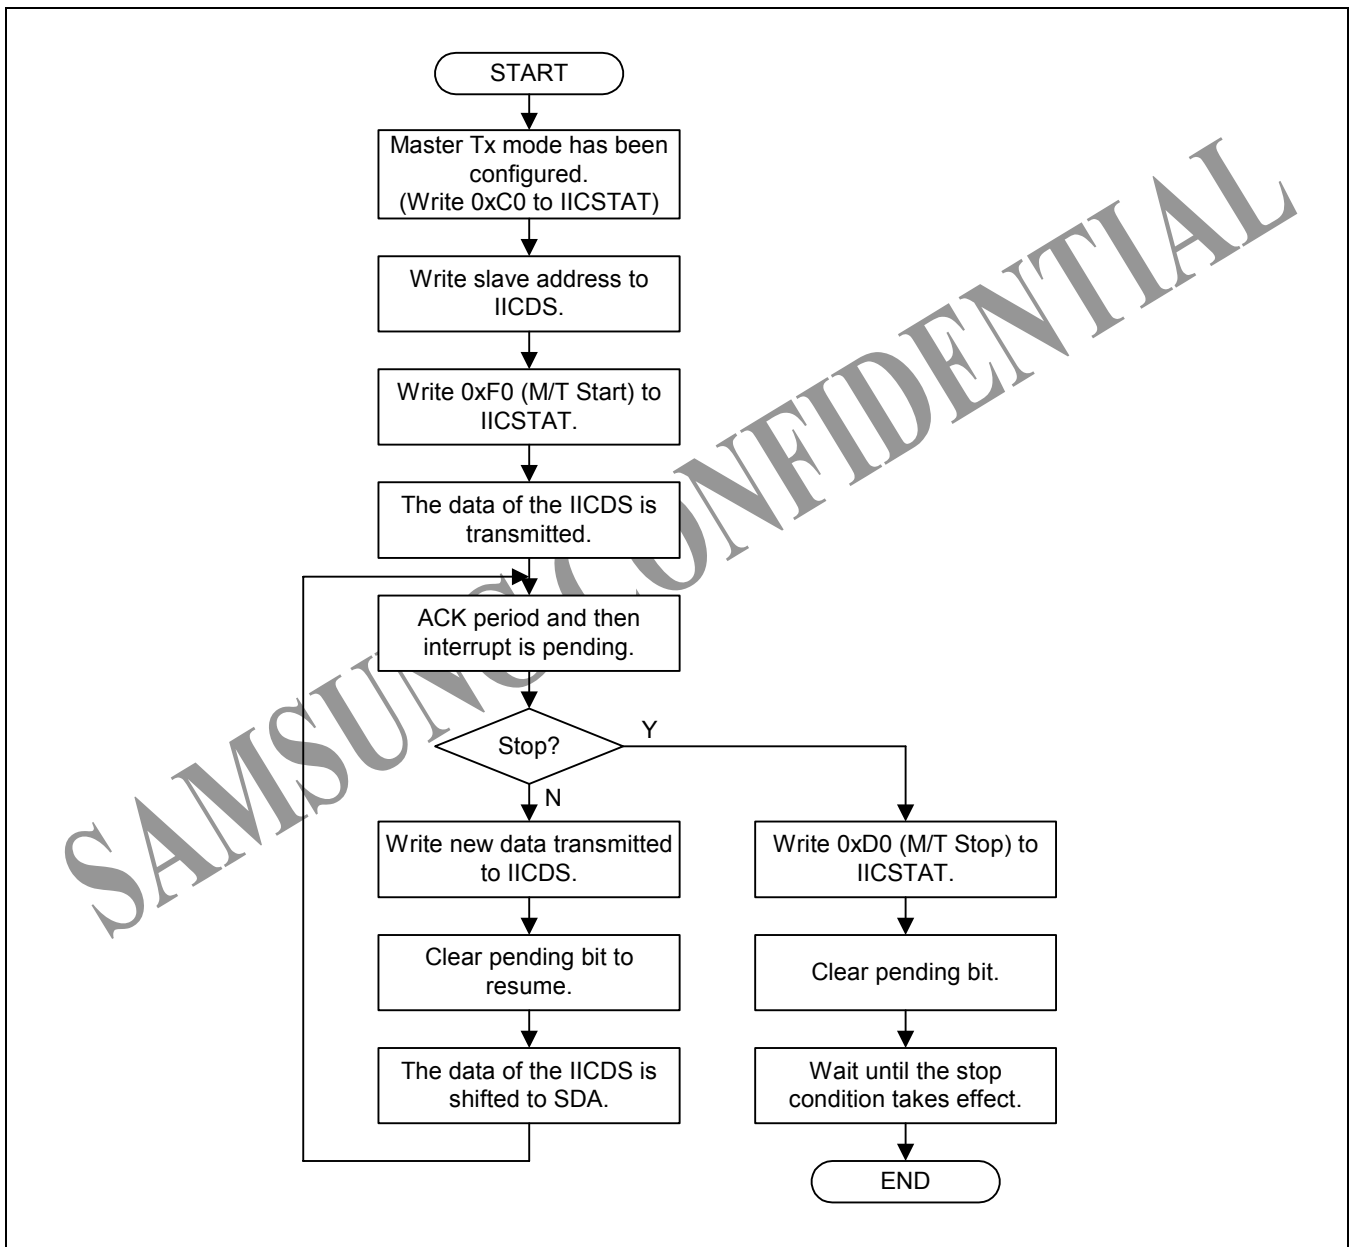 START
Master Tx mode has been
configured.
(Write 0xC0 to IICSTAT)
Write slave address to
IICDS.
Write 0xF0 (M/T Start) to
IICSTAT.
The data of the IICDS is
transmitted.
ACK period and then
interrupt is pending.
Stop?
Y
N
Write new data transmitted
to IICDS.
Clear pending bit to
resume.
The data of the IICDS is
shifted to SDA.
Write 0xD0 (M/T Stop) to
IICSTAT.
Clear pending bit.
Wait until the stop
condition takes effect.
END
SAMSUNG CONFIDENTIAL